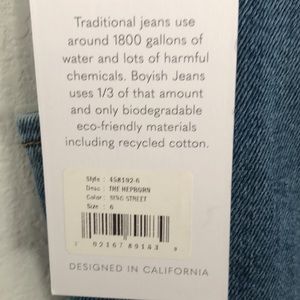 Traditional jeans use
around 1800 gallons of
water and lots of harmful
chemicals. Boyish Jeans
uses 1/3 of that amount
and only biodegradable
eco-friendly materials
including recycled cotton.
Style :
Desc : THE HEPBURN
Color: RING STREET
Size : 6
DESIGNED IN CALIFORNIA